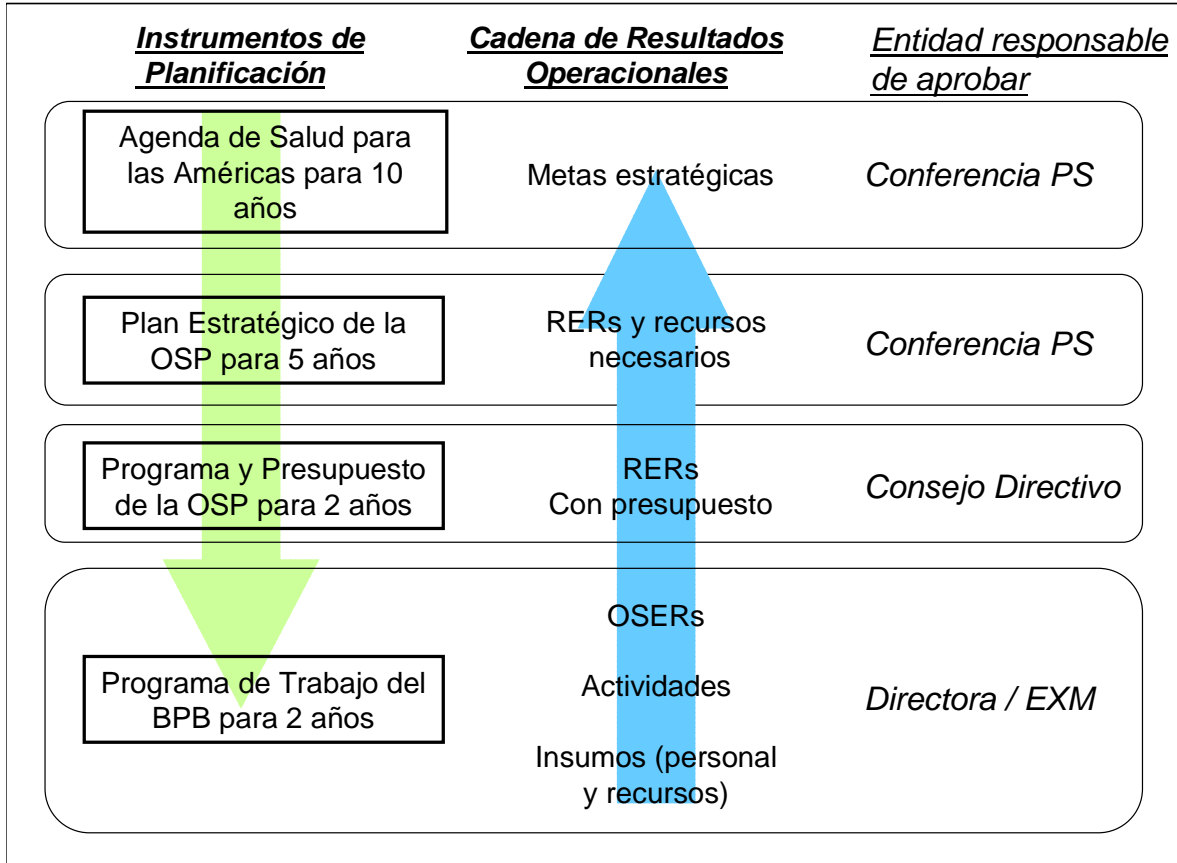 Instrumentos de
Planificación
Cadena de Resultados
Operacionales
Entidad responsable
de aprobar
Agenda de Salud para
las Américas para 10
años
Metas estratégicas
Conferencia PS
Plan Estratégico de la
OSP para 5 años
RERs y recursos
necesarios
Conferencia PS
Programa y Presupuesto
de la OSP para 2 años
RERs
Con presupuesto
Consejo Directivo
Programa de Trabajo del
BPB para 2 años
OSERs
Actividades
Insumos (personal
y recursos)
Directora / EXM